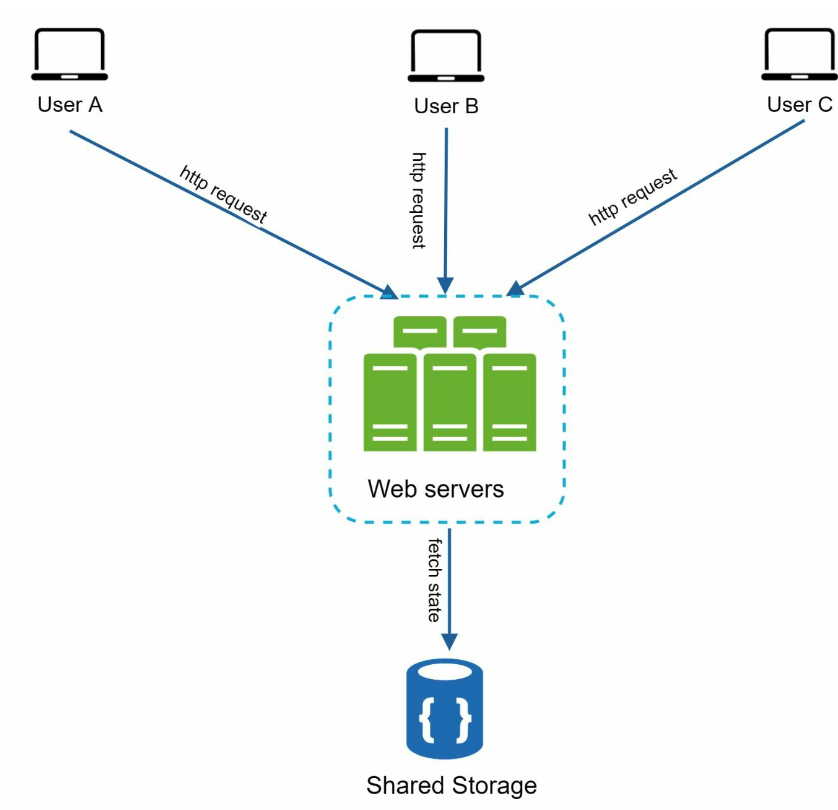 User A
User B
User C
http request
http request
http request
Web servers
fetch state
{ }
Shared Storage